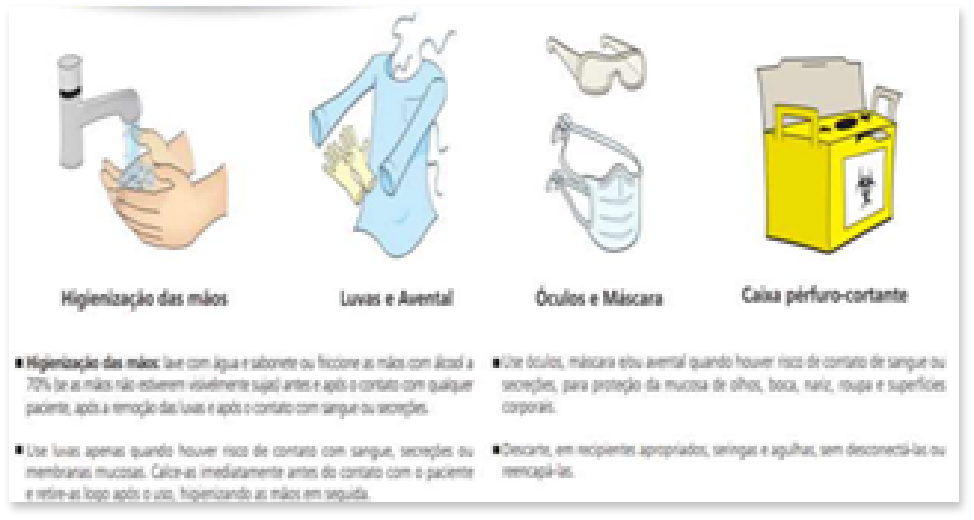 Higienização das mãos
Luvas e Avental
Óculos e Máscara
Caixa pérfuro-cortante
■ Higienização das mãos: lave com água e sabonete ou friccione as mãos com álcool a
70% (se as mãos não estiverem visivelmente sujas) antes e após o contato com qualquer
paciente, após a remoção das luvas e após o contato com sangue ou secreções.
■ Use luvas apenas quando houver risco de contato com sangue, secreções ou
membranas mucosas. Calce-as imediatamente antes do contato com o paciente
e retire-as logo após o uso, higienizando as mãos em seguida.
■ Use óculos, máscara e/ou avental quando houver risco de contato de sangue ou
secreções, para proteção da mucosa de olhos, boca, nariz, roupa e superfícies
corporais.
■ Descarte, em recipientes apropriados, seringas e agulhas, sem desconectá-las ou
reencapá-las.